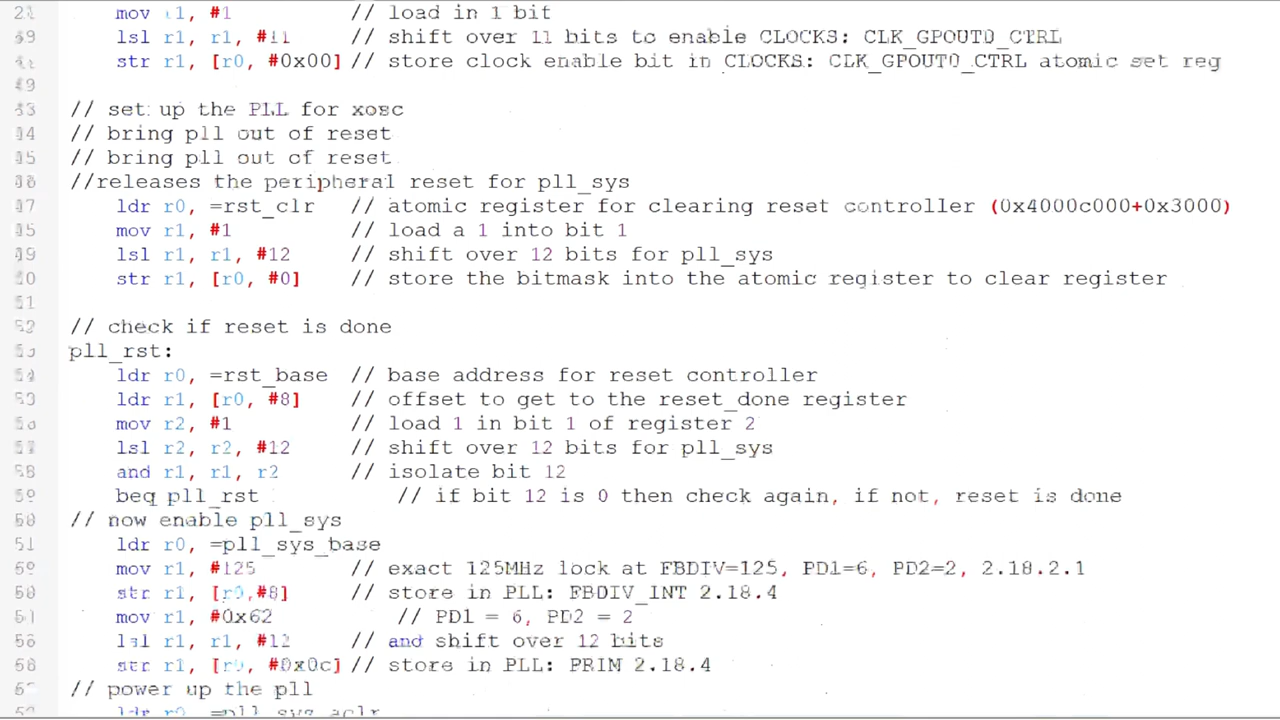 mov r1, #1 // load in 1 bit
lsl r1, r1, #11 // shift over 11 bits to enable CLOCKS: CLK_GPOUT0_CTRL
str r1, [r0, #0x00] // store clock enable bit in CLOCKS: CLK_GPOUT0_CTRL atomic set reg
// set up the PLL for xosc
// bring pll out of reset
// bring pll out of reset
//releases the peripheral reset for pll_sys
ldr r0, =rst_clr // atomic register for clearing reset controller (0x4000c000+0x3000)
mov r1, #1 // load a 1 into bit 1
lsl r1, r1, #12 // shift over 12 bits for pll_sys
str r1, [r0, #0] // store the bitmask into the atomic register to clear register
// check if reset is done
pll_rst:
ldr r0, =rst_base // base address for reset controller
ldr r1, [r0, #8] // offset to get to the reset_done register
mov r2, #1 // load 1 in bit 1 of register 2
lsl r2, r2, #12 // shift over 12 bits for pll_sys
and r1, r1, r2 // isolate bit 12
beq pll_rst // if bit 12 is 0 then check again, if not, reset is done
// now enable pll_sys
ldr r0, =pll_sys_base
mov r1, #125 // exact 125MHz lock at FBDIV=125, PD1=6, PD2=2, 2.18.2.1
str r1, [r0,#8] // store in PLL: FBDIV_INT 2.18.4
mov r1, #0x62 // PD1 = 6, PD2 = 2
lsl r1, r1, #12 // and shift over 12 bits
str r1, [r0, #0x0c] // store in PLL: PRIM 2.18.4
// power up the pll
ldr r0, =pll_sys_aclr